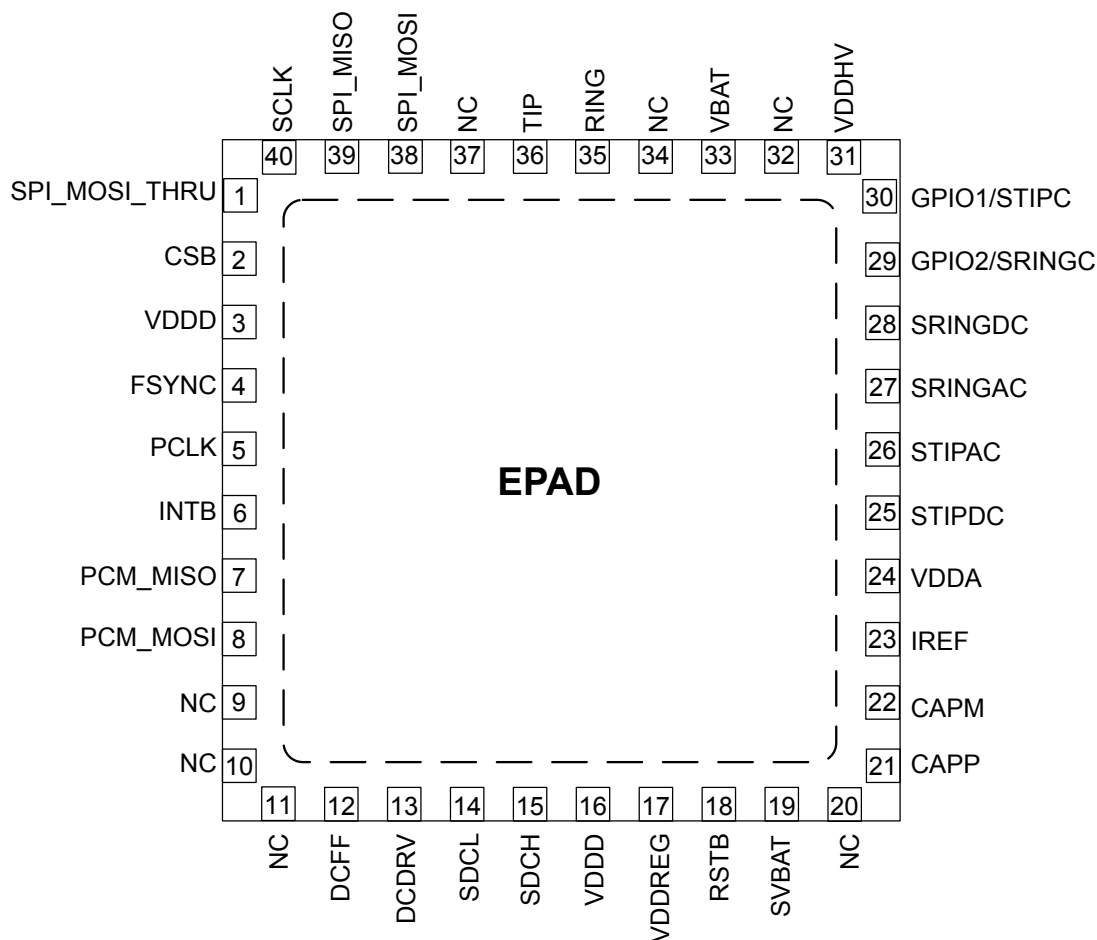 SCLK
SPI_MISO
SPI_MOSI
NC
TIP
RING
NC
VBAT
NC
VDDHV
40 39 38 37 36 35 34 33 32 31
SPI_MOSI_THRU 1
CSB 2
VDDD 3
FSYNC 4
PCLK 5
INTB 6
PCM_MISO 7
PCM_MOSI 8
NC 9
NC 10
EPAD
30 GPIO1/STIPC
29 GPIO2/SRINGC
28 SRINGDC
27 SRINGAC
26 STIPAC
25 STIPDC
24 VDDA
23 IREF
22 CAPM
21 CAPP
11 12 13 14 15 16 17 18 19 20
NC
DCFF
DCDRV
SDCL
SDCH
VDDD
VDDREG
RSTB
SVBAT
NC